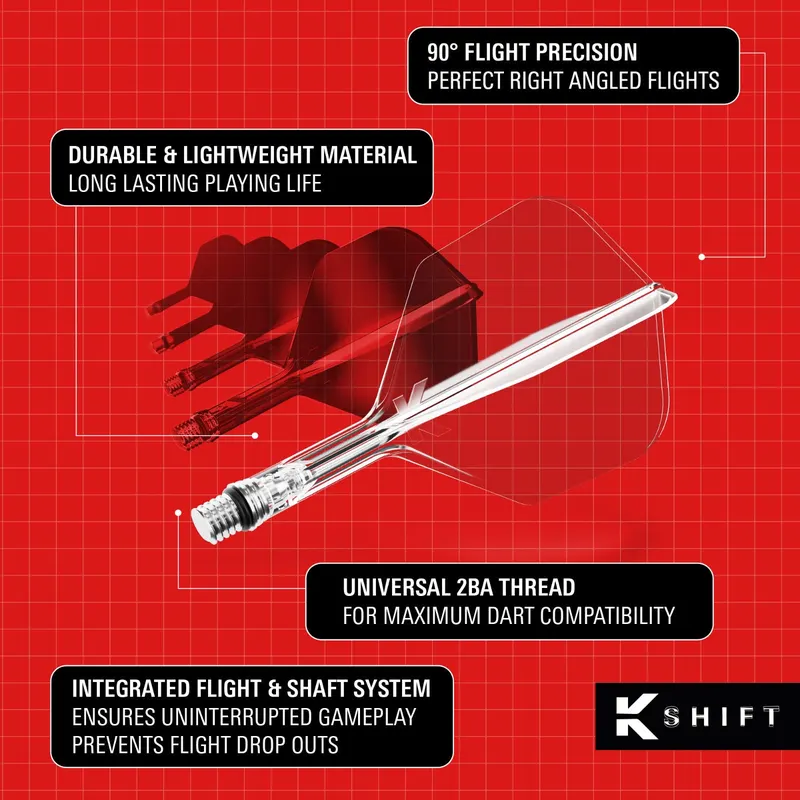 90° FLIGHT PRECISION
PERFECT RIGHT ANGLED FLIGHTS
DURABLE & LIGHTWEIGHT MATERIAL
LONG LASTING PLAYING LIFE
K
UNIVERSAL 2BA THREAD
FOR MAXIMUM DART COMPATIBILITY
INTEGRATED FLIGHT & SHAFT SYSTEM
ENSURES UNINTERRUPTED GAMEPLAY
PREVENTS FLIGHT DROP OUTS
K SHIFT